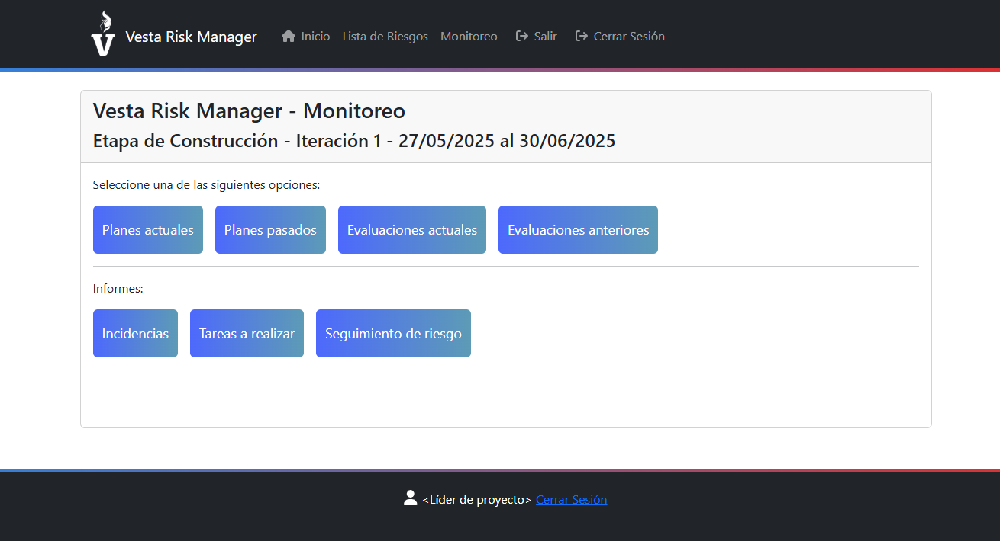 V Vesta Risk Manager Inicio Lista de Riesgos Monitoreo Salir Cerrar Sesión
Vesta Risk Manager - Monitoreo
Etapa de Construcción - Iteración 1 - 27/05/2025 al 30/06/2025
Seleccione una de las siguientes opciones:
Planes actuales Planes pasados Evaluaciones actuales Evaluaciones anteriores
Informes:
Incidencias Tareas a realizar Seguimiento de riesgo
<Líder de proyecto> Cerrar Sesión